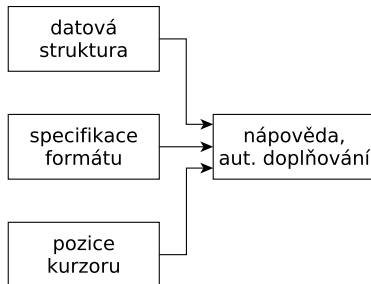 datová
struktura
specifikace
formátu
nápověda,
aut. doplňování
pozice
kurzoru